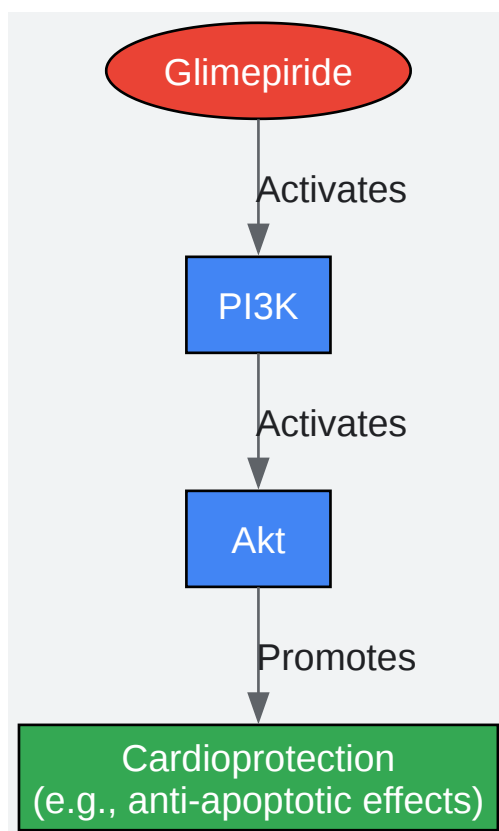 Glimepiride
Activates
PI3K
Activates
Akt
Promotes
Cardioprotection
(e.g., anti-apoptotic effects)